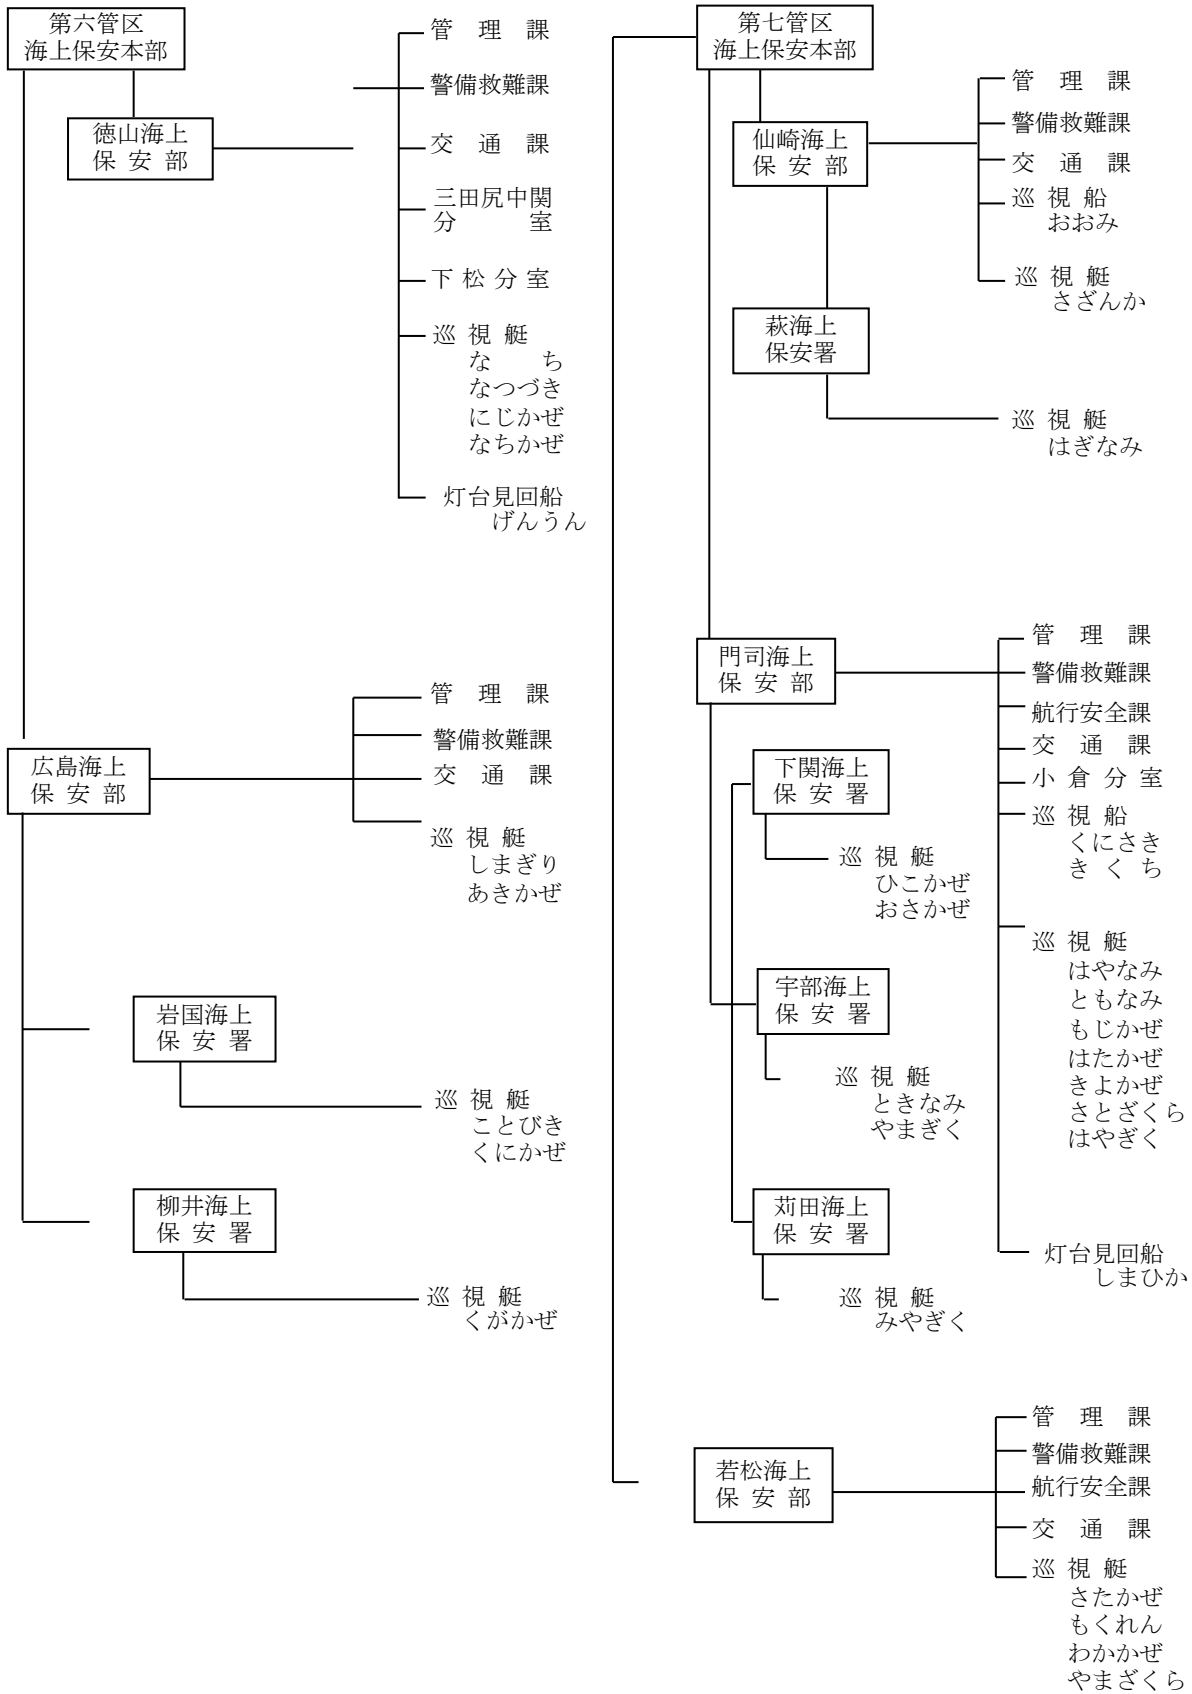 第六管区
海上保安本部
徳山海上
保安部
管理課
警備救難課
交通課
三田尻中関
分室
下松分室
巡視艇
なち
なつづき
にじかぜ
なちかぜ
灯台見回船
げんうん
広島海上
保安部
管理課
警備救難課
交通課
巡視艇
しまぎり
あきかぜ
岩国海上
保安署
巡視艇
ことびき
くにかぜ
柳井海上
保安署
巡視艇
くがかぜ
第七管区
海上保安本部
仙崎海上
保安部
管理課
警備救難課
交通課
巡視船
おおみ
巡視艇
さざんか
萩海上
保安署
巡視艇
はぎなみ
門司海上
保安部
管理課
警備救難課
航行安全課
交通課
小倉分室
巡視船
くにさき
きくち
巡視艇
はやなみ
ともなみ
もじかぜ
はたかぜ
きよかぜ
さとざくら
はやぎく
灯台見回船
しまひか
下関海上
保安署
巡視艇
ひこかぜ
おさかぜ
宇部海上
保安署
巡視艇
ときなみ
やまぎく
苅田海上
保安署
巡視艇
みやぎく
若松海上
保安部
管理課
警備救難課
航行安全課
交通課
巡視艇
さたかぜ
もくれん
わかかぜ
やまざくら